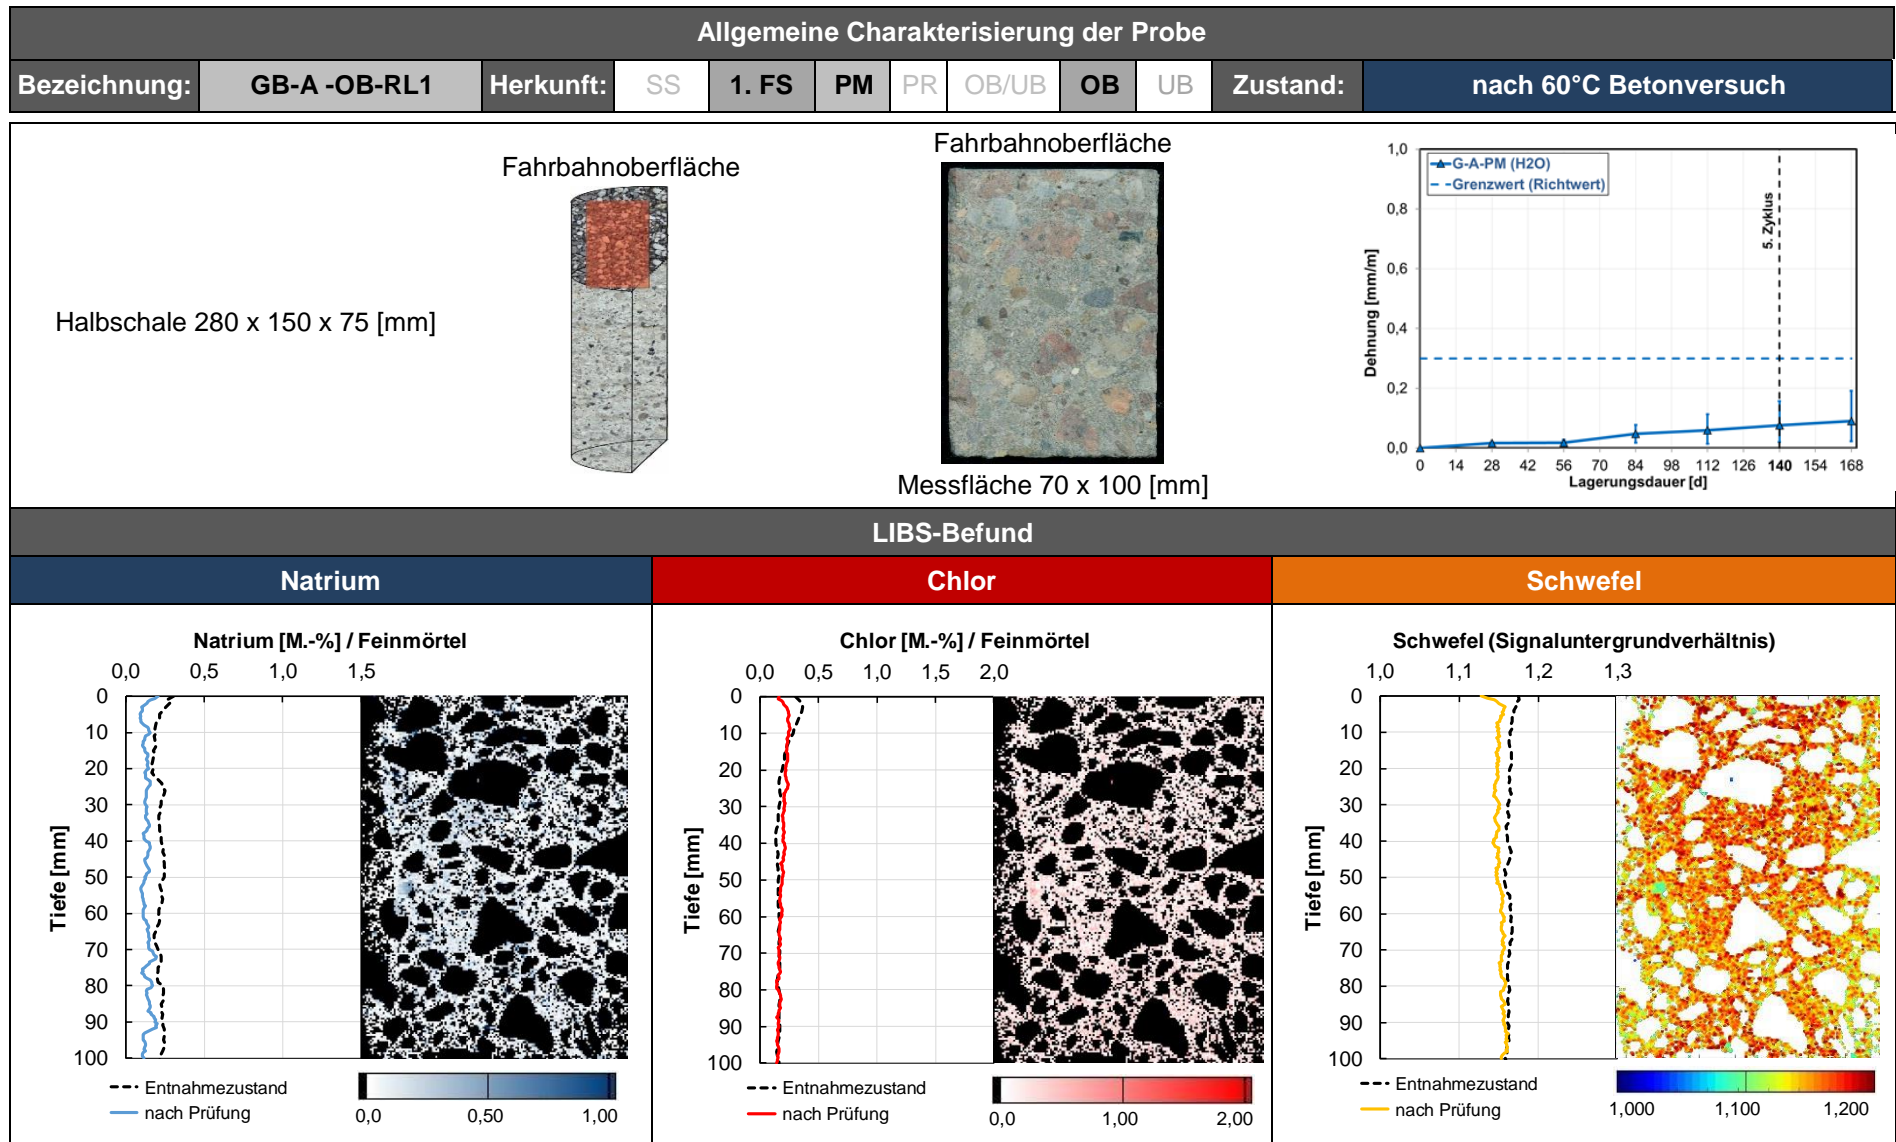 Allgemeine Charakterisierung der Probe
Bezeichnung: GB-A -OB-RL1 Herkunft: SS 1. FS PM PR OB/UB OB UB Zustand: nach 60°C Betonversuch
Fahrbahnoberfläche
Fahrbahnoberfläche
Halbschale 280 x 150 x 75 [mm]
Messfläche 70 x 100 [mm]
G-A-PM (H2O)
Grenzwert (Richtwert)
5. Zyklus
Dehnung [mm/m]
1,0
0,8
0,6
0,4
0,2
0,0
0 14 28 42 56 70 84 98 112 126 140 154 168
Lagerungsdauer [d]
LIBS-Befund
Natrium Chlor Schwefel
Natrium [M.-%] / Feinmörtel
0,0 0,5 1,0 1,5
Tiefe [mm]
0
10
20
30
40
50
60
70
80
90
100
Entnahmezustand
nach Prüfung
0,0 0,50 1,00
Chlor [M.-%] / Feinmörtel
0,0 0,5 1,0 1,5 2,0
Tiefe [mm]
0
10
20
30
40
50
60
70
80
90
100
Entnahmezustand
nach Prüfung
0,0 1,00 2,00
Schwefel (Signaluntergrundverhältnis)
1,0 1,1 1,2 1,3
Tiefe [mm]
0
10
20
30
40
50
60
70
80
90
100
Entnahmezustand
nach Prüfung
1,000 1,100 1,200